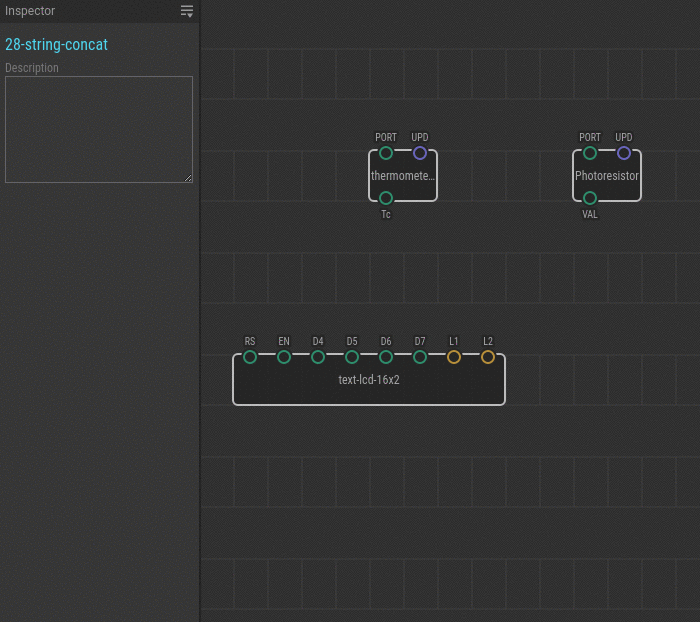 Inspector
28-string-concat
Description
PORT UPD
thermomete...
Tc
PORT UPD
Photoresistor
VAL
RS EN D4 D5 D6 D7 L1 L2
text-lcd-16x2